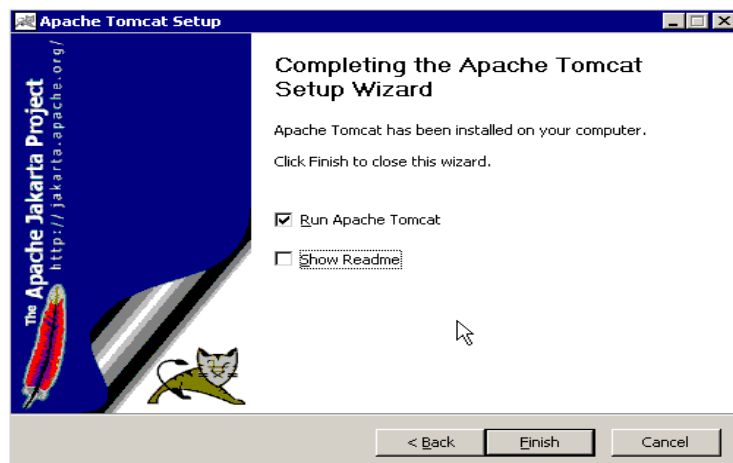 Apache Tomcat Setup
The Apache Jakarta Project
http://jakarta.apache.org/
Completing the Apache Tomcat
Setup Wizard
Apache Tomcat has been installed on your computer.
Click Finish to close this wizard.
Run Apache Tomcat
Show Readme
< Back Finish Cancel